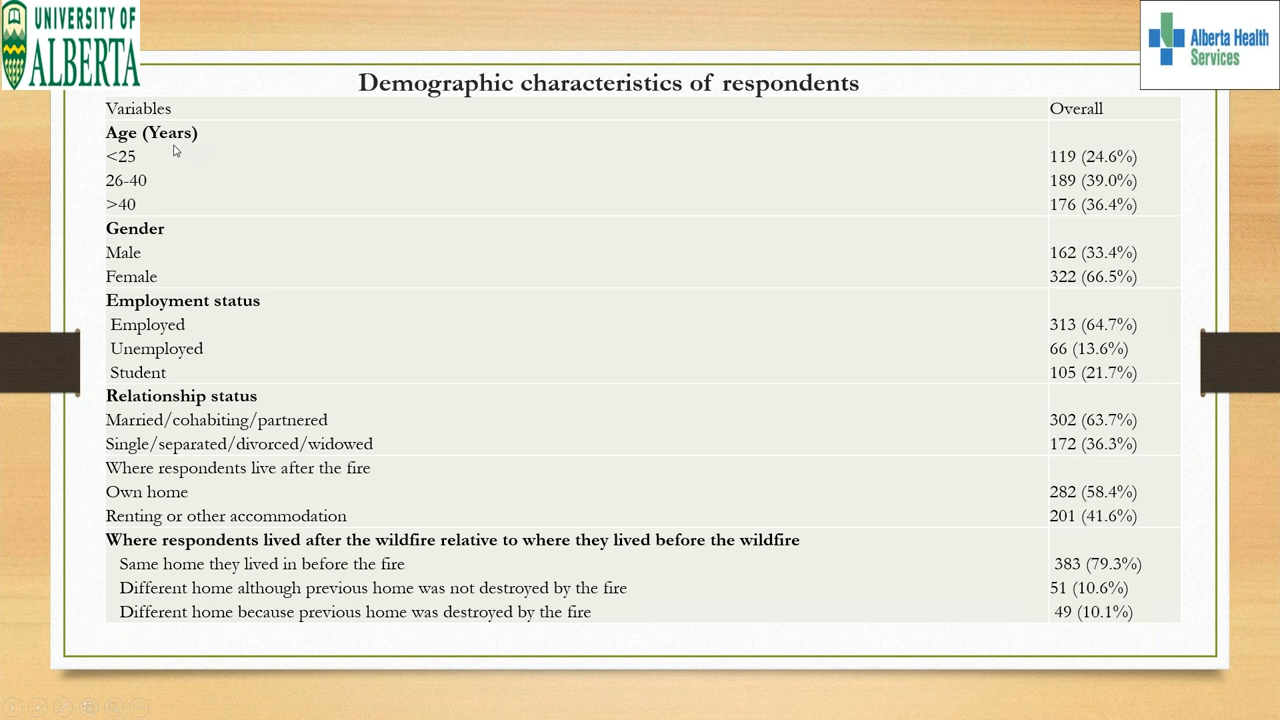 UNIVERSITY OF
ALBERTA
Alberta Health
Services
Demographic characteristics of respondents
Variables Overall
Age (Years)
<25 119 (24.6%)
26-40 189 (39.0%)
>40 176 (36.4%)
Gender
Male 162 (33.4%)
Female 322 (66.5%)
Employment status
Employed 313 (64.7%)
Unemployed 66 (13.6%)
Student 105 (21.7%)
Relationship status
Married/cohabiting/partnered 302 (63.7%)
Single/separated/divorced/widowed 172 (36.3%)
Where respondents live after the fire
Own home 282 (58.4%)
Renting or other accommodation 201 (41.6%)
Where respondents lived after the wildfire relative to where they lived before the wildfire
Same home they lived in before the fire 383 (79.3%)
Different home although previous home was not destroyed by the fire 51 (10.6%)
Different home because previous home was destroyed by the fire 49 (10.1%)